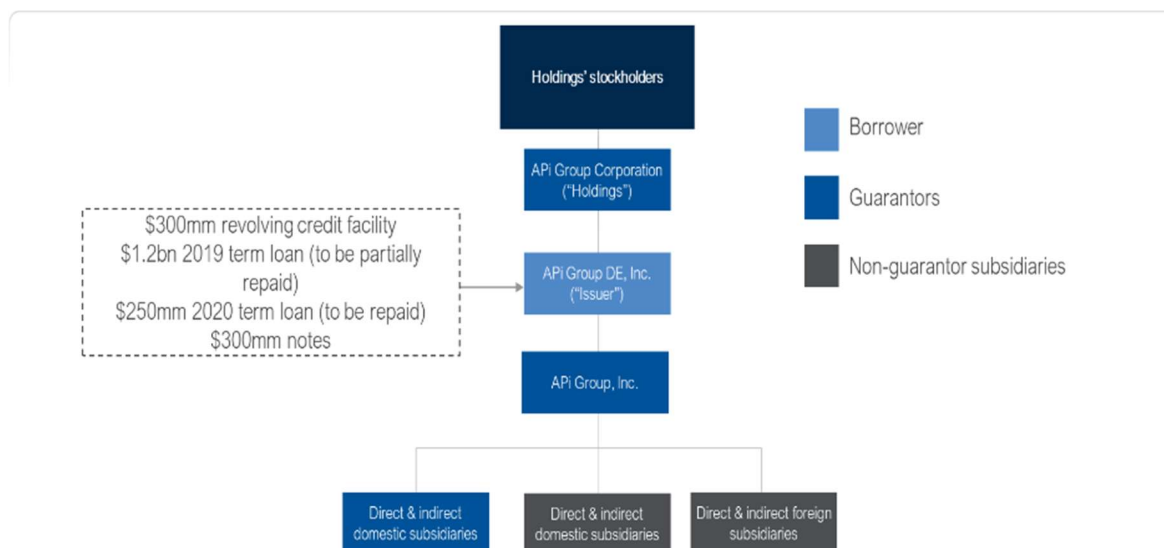 Holdings' stockholders
APi Group Corporation
("Holdings")
$300mm revolving credit facility
$1.2bn 2019 term loan (to be partially
repaid)
$250mm 2020 term loan (to be repaid)
$300mm notes
APi Group DE, Inc.
("Issuer")
APi Group, Inc.
Direct & indirect
domestic subsidiaries
Direct & indirect
domestic subsidiaries
Direct & indirect foreign
subsidiaries
Borrower
Guarantors
Non-guarantor subsidiaries